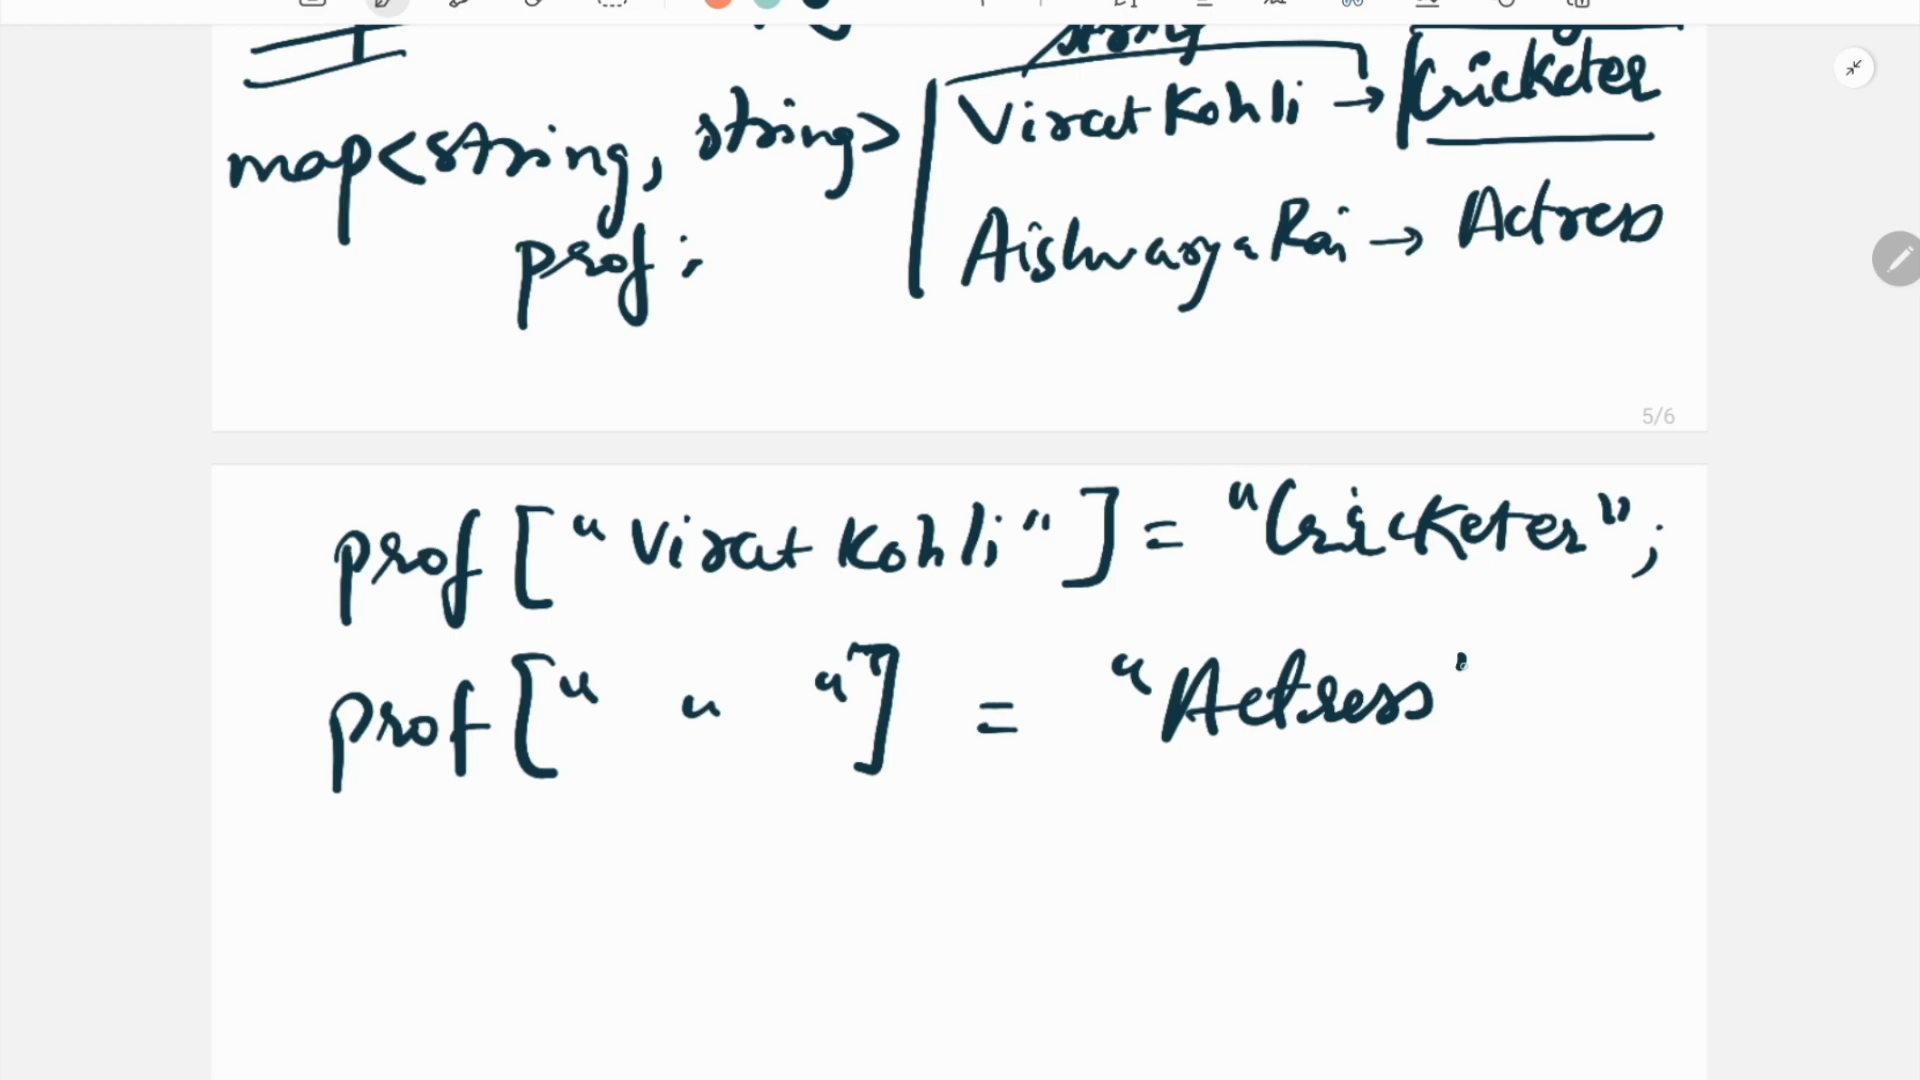 string
Virat Kohli → Cricketer
map<string, string>
Aishwarya Rai → Actress
prof ;
5/6
prof ["Virat Kohli"] = "Cricketer";
prof [" " "] = "Actress"